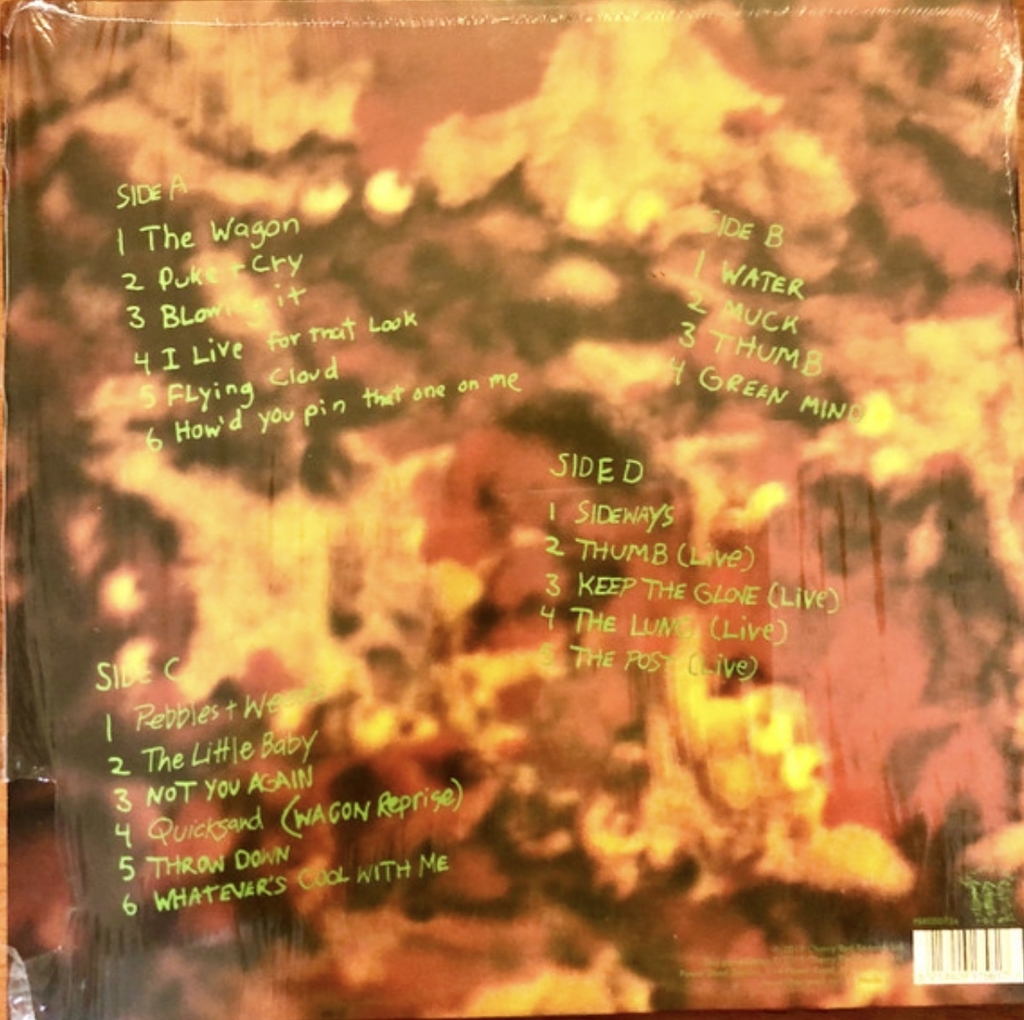 SIDE A
1 The Wagon
2 Puke + Cry
3 Blowing it
4 I Live for that Look
5 Flying Cloud
6 How'd you pin that one on me
SIDE B
1 WATER
2 MUCK
3 THUMB
4 GREEN MIND
SIDE D
1 SIDEWAYS
2 THUMB (Live)
3 KEEP THE GLOVE (Live)
4 THE LUNG (Live)
5 THE POST (Live)
SIDE C
1 Pebbles + Weeds
2 The Little Baby
3 NOT YOU AGAIN
4 Quicksand (WAGON Reprise)
5 THROW DOWN
6 WHATEVER'S COOL WITH ME